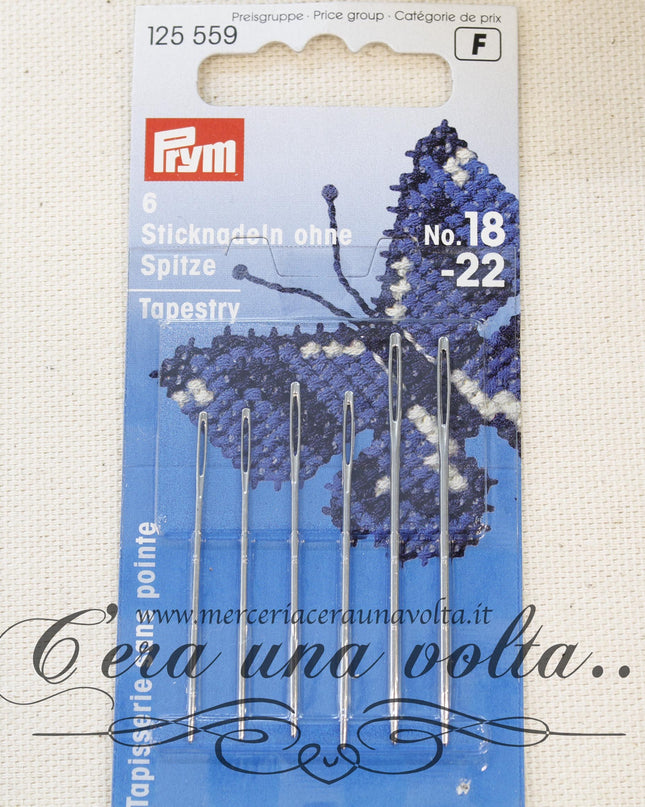 Preisgruppe · Price group · Catégorie de prix
125 559
F
Prym
6
Sticknadeln ohne
Spitze
Tapestry
No.18
-22
Tapisserie sans pointe
www.merceriaceraunavolta.it
C'era una volta..